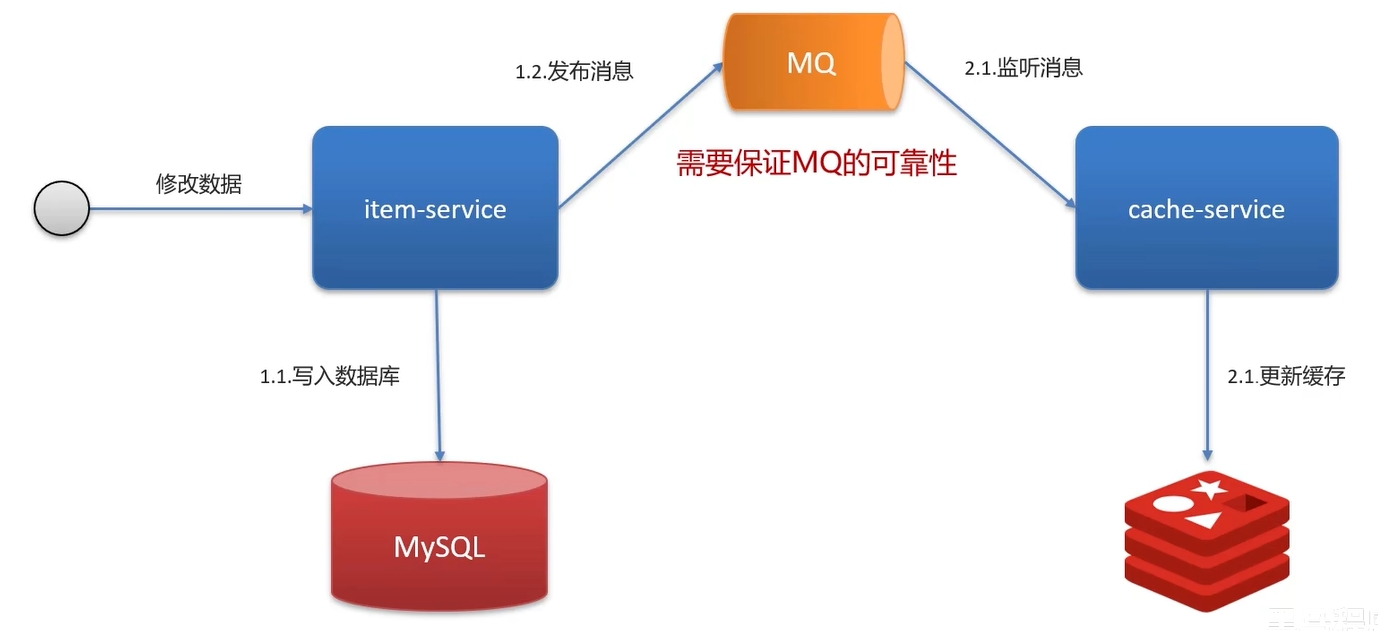 1.2.发布消息
MQ
2.1.监听消息
需要保证MQ的可靠性
修改数据
item-service
cache-service
1.1.写入数据库
2.1.更新缓存
MySQL